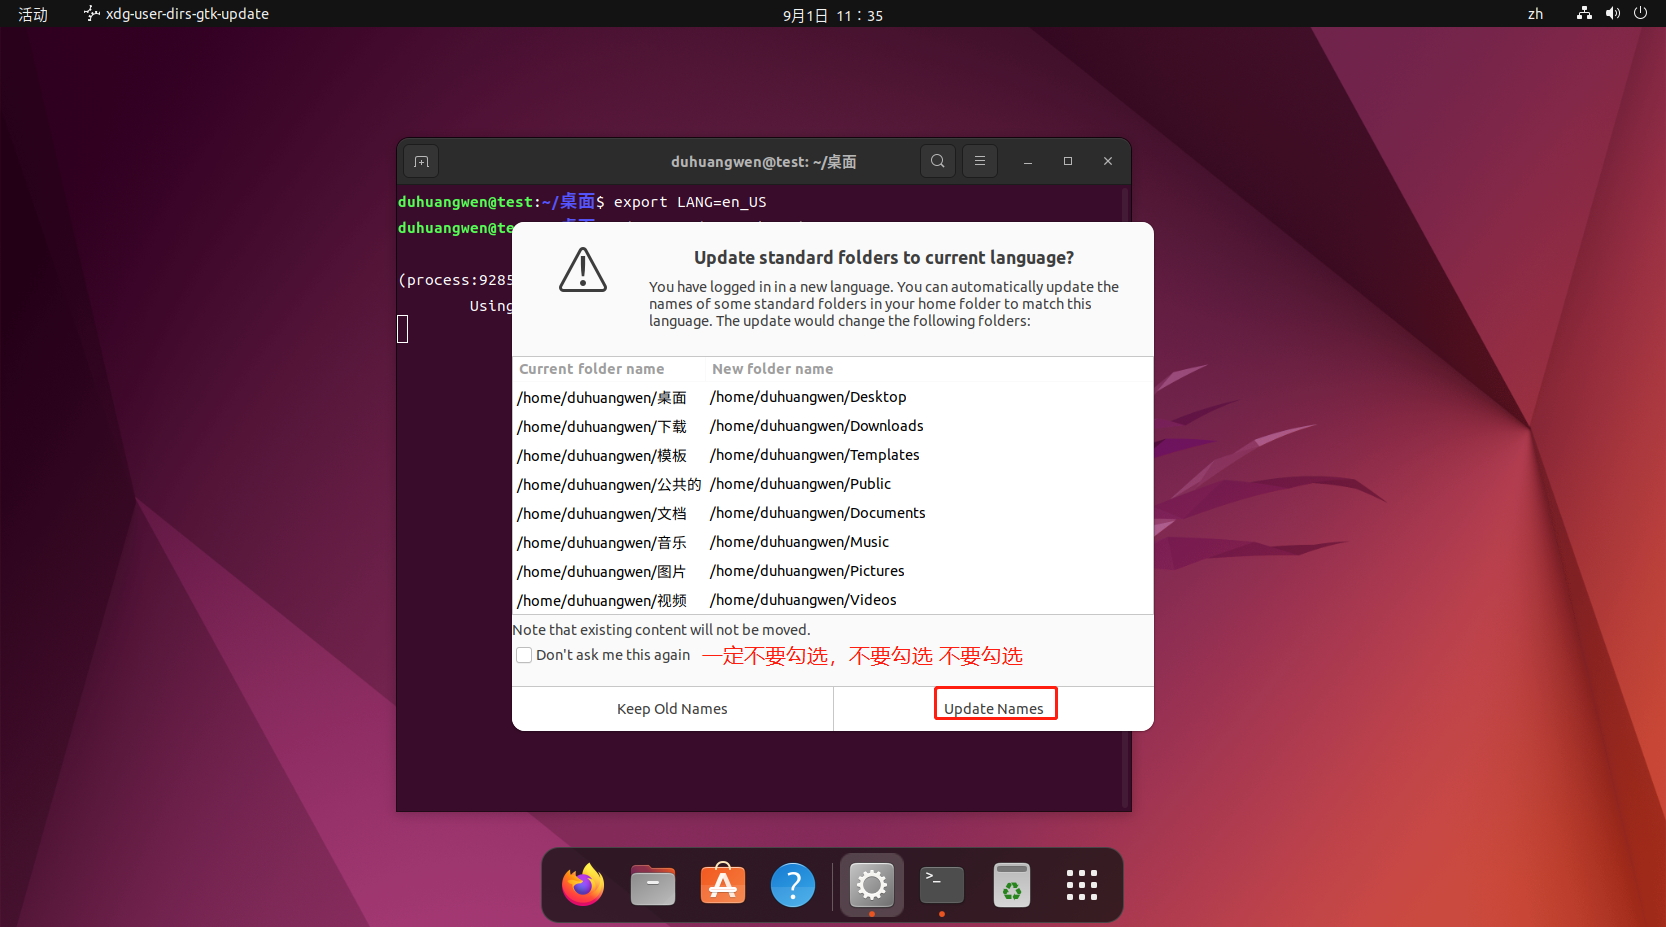 活动 xdg-user-dirs-gtk-update 9月1日 11：35 zh
duhuangwen@test: ~/桌面
duhuangwen@test:~/桌面$ export LANG=en_US
duhuangwen@te
Update standard folders to current language?
You have logged in in a new language. You can automatically update the
names of some standard folders in your home folder to match this
language. The update would change the following folders:
(process:9285
Using
Current folder name New folder name
/home/duhuangwen/桌面 /home/duhuangwen/Desktop
/home/duhuangwen/下载 /home/duhuangwen/Downloads
/home/duhuangwen/模板 /home/duhuangwen/Templates
/home/duhuangwen/公共的 /home/duhuangwen/Public
/home/duhuangwen/文档 /home/duhuangwen/Documents
/home/duhuangwen/音乐 /home/duhuangwen/Music
/home/duhuangwen/图片 /home/duhuangwen/Pictures
/home/duhuangwen/视频 /home/duhuangwen/Videos
Note that existing content will not be moved.
Don't ask me this again 一定不要勾选，不要勾选 不要勾选
Keep Old Names Update Names